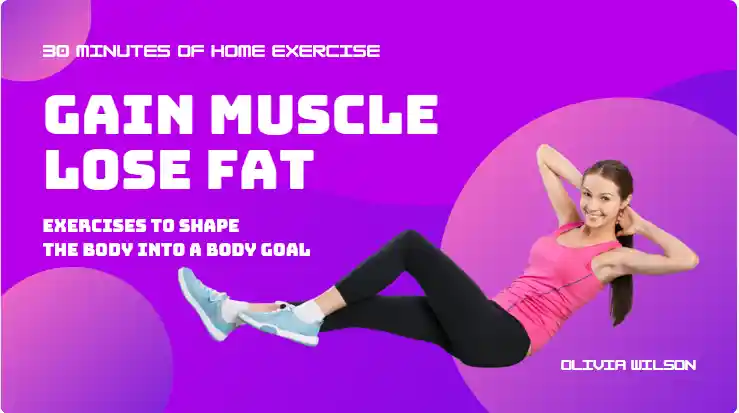 30 MINUTES OF HOME EXERCISE
GAIN MUSCLE
LOSE FAT
EXERCISES TO SHAPE
THE BODY INTO A BODY GOAL
OLIVIA WILSON